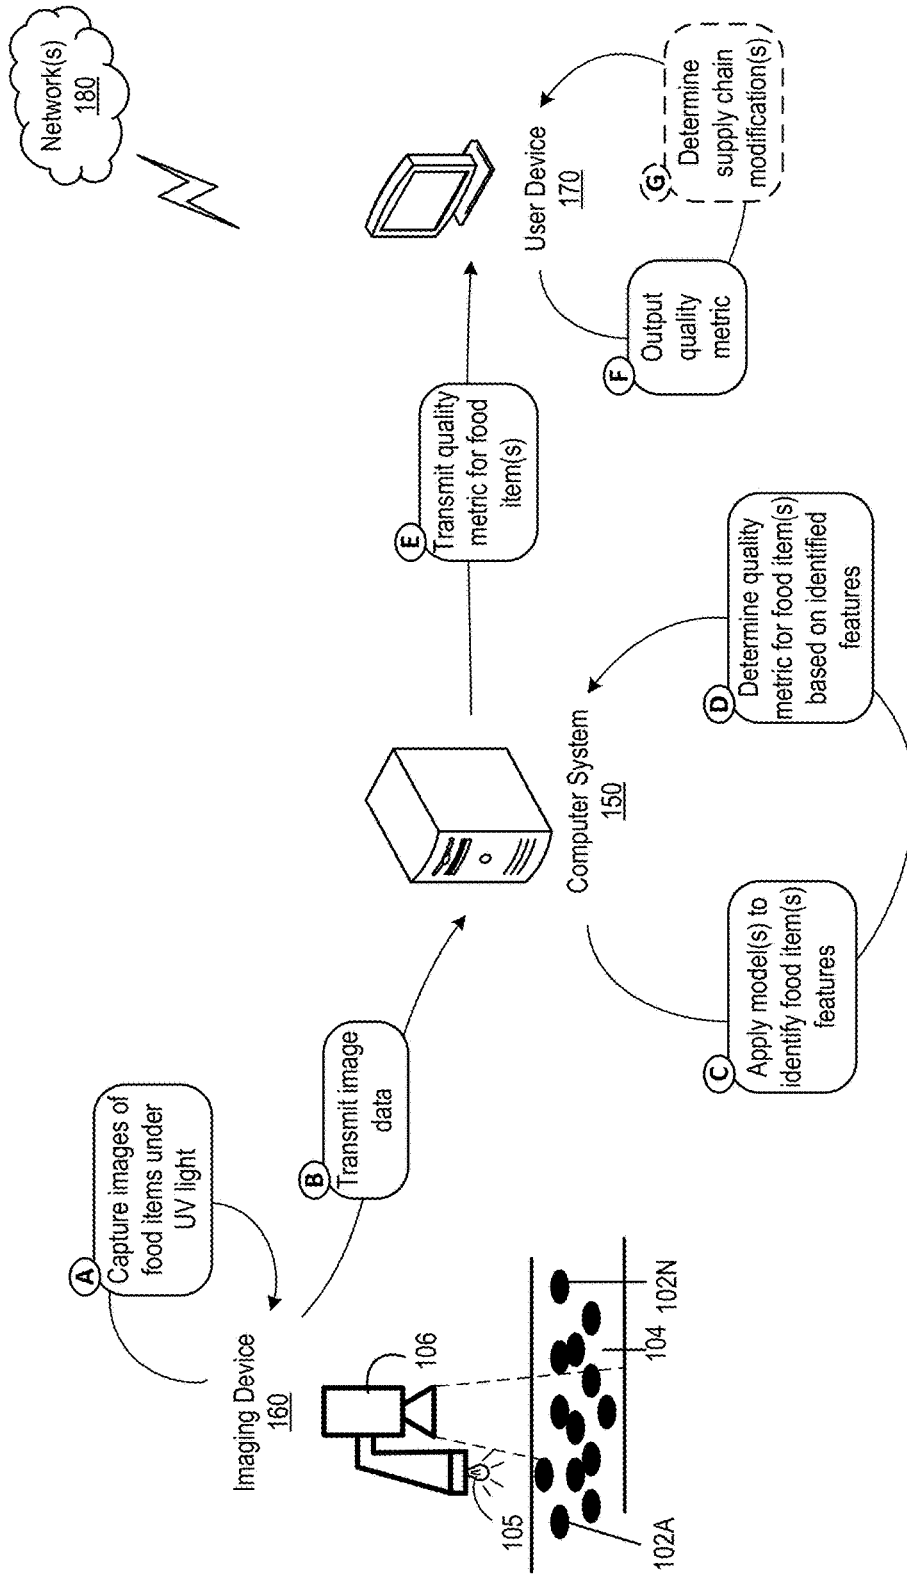 Network(s)
180
A
Capture images of
food items under
UV light
B
Transmit image
data
Imaging Device
160
106
105
102A
104
102N
Computer System
150
C
Apply model(s) to
identify food item(s)
features
D
Determine quality
metric for food item(s)
based on identified
features
E
Transmit quality
metric for food
item(s)
User Device
170
F
Output
quality
metric
G
Determine
supply chain
modification(s)